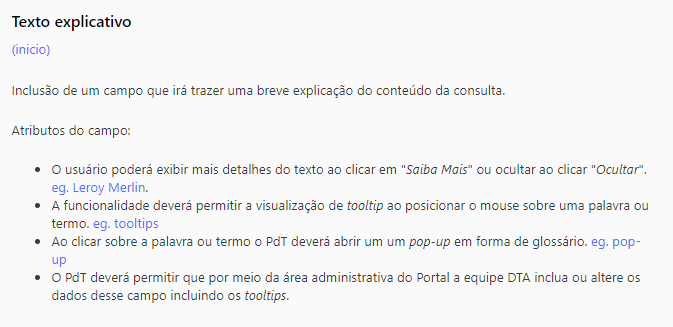 Texto explicativo
(inicio)
Inclusão de um campo que irá trazer uma breve explicação do conteúdo da consulta.
Atributos do campo:
O usuário poderá exibir mais detalhes do texto ao clicar em "Saiba Mais" ou ocultar ao clicar "Ocultar".
eg. Leroy Merlin.
A funcionalidade deverá permitir a visualização de tooltip ao posicionar o mouse sobre uma palavra ou
termo. eg. tooltips
Ao clicar sobre a palavra ou termo o PdT deverá abrir um um pop-up em forma de glossário. eg. pop-
up
O PdT deverá permitir que por meio da área administrativa do Portal a equipe DTA inclua ou altere os
dados desse campo incluindo os tooltips.